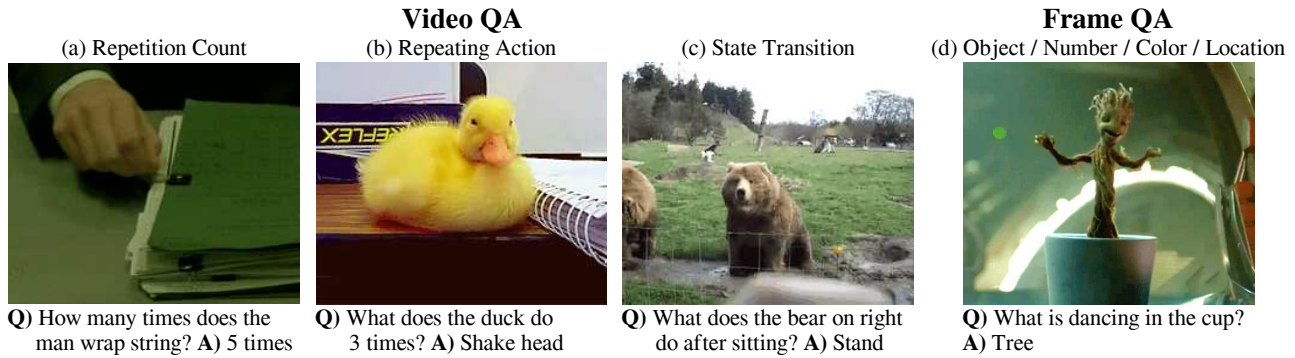 Video QA
Frame QA
(a) Repetition Count
(b) Repeating Action
(c) State Transition
(d) Object / Number / Color / Location
REFLEX
Q) How many times does the
man wrap string? A) 5 times
Q) What does the duck do
3 times? A) Shake head
Q) What does the bear on right
do after sitting? A) Stand
Q) What is dancing in the cup?
A) Tree